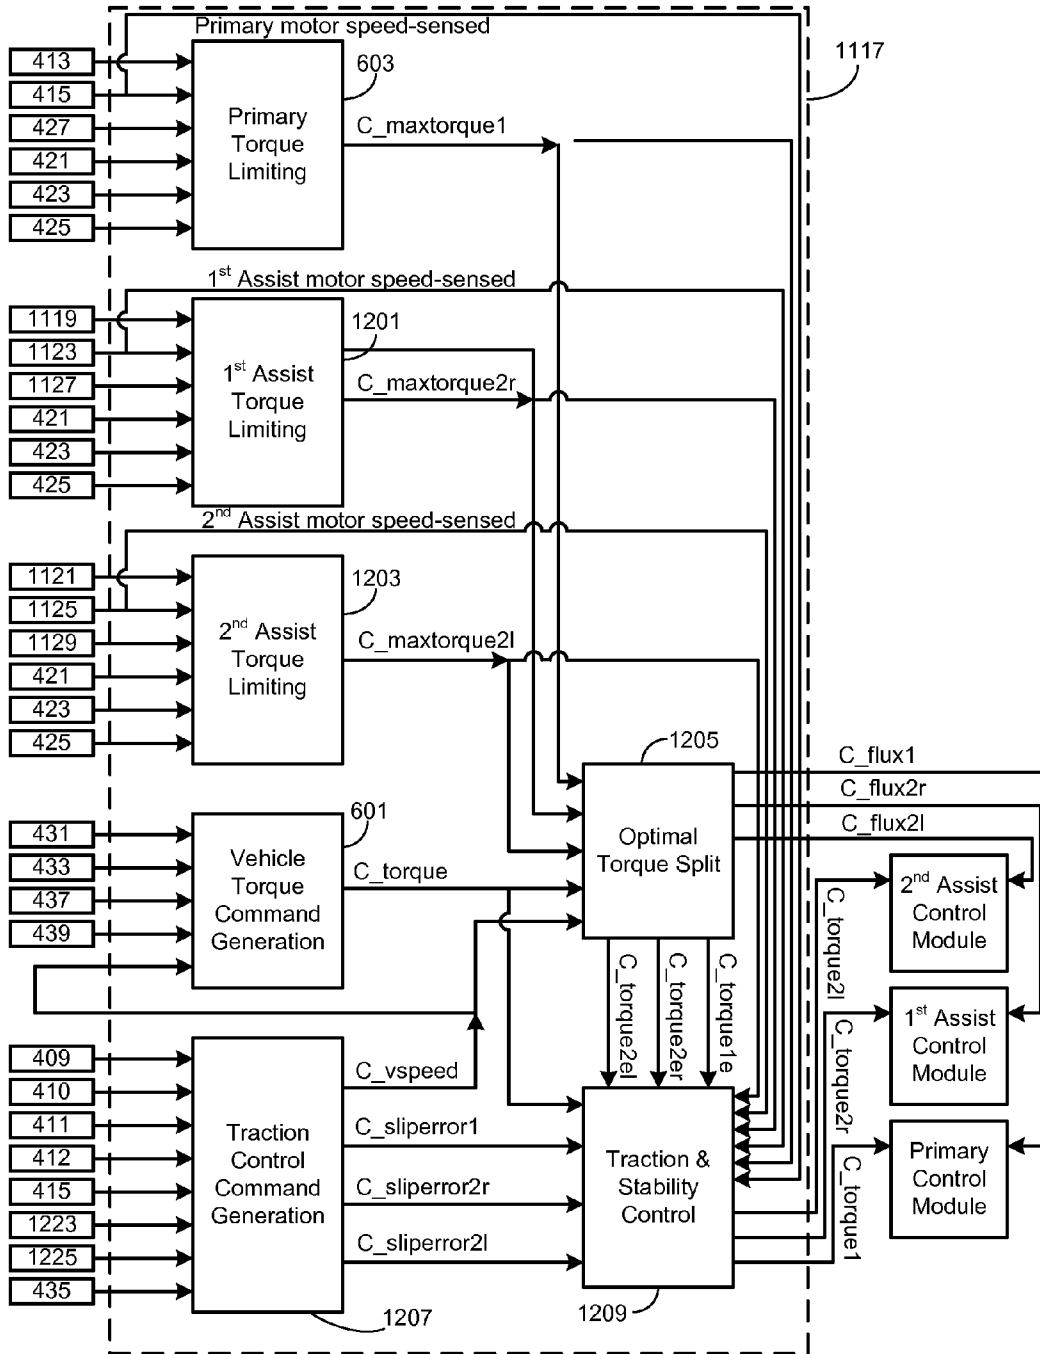 Primary motor speed-sensed
413
415
427
421
423
425
Primary
Torque
Limiting
603
C_maxtorque1
1117
1st Assist motor speed-sensed
1119
1123
1127
421
423
425
1st Assist
Torque
Limiting
1201
C_maxtorque2r
2nd Assist motor speed-sensed
1121
1125
1129
421
423
425
2nd Assist
Torque
Limiting
1203
C_maxtorque2l
431
433
437
439
Vehicle
Torque
Command
Generation
601
C_torque
1205
Optimal
Torque Split
C_flux1
C_flux2r
C_flux2l
C_torque2el
C_torque2er
C_torque1e
409
410
411
412
415
1223
1225
435
Traction
Control
Command
Generation
1207
C_vspeed
C_sliperror1
C_sliperror2r
C_sliperror2l
Traction &
Stability
Control
1209
C_torque2l
C_torque2r
C_torque1
2nd Assist
Control
Module
1st Assist
Control
Module
Primary
Control
Module